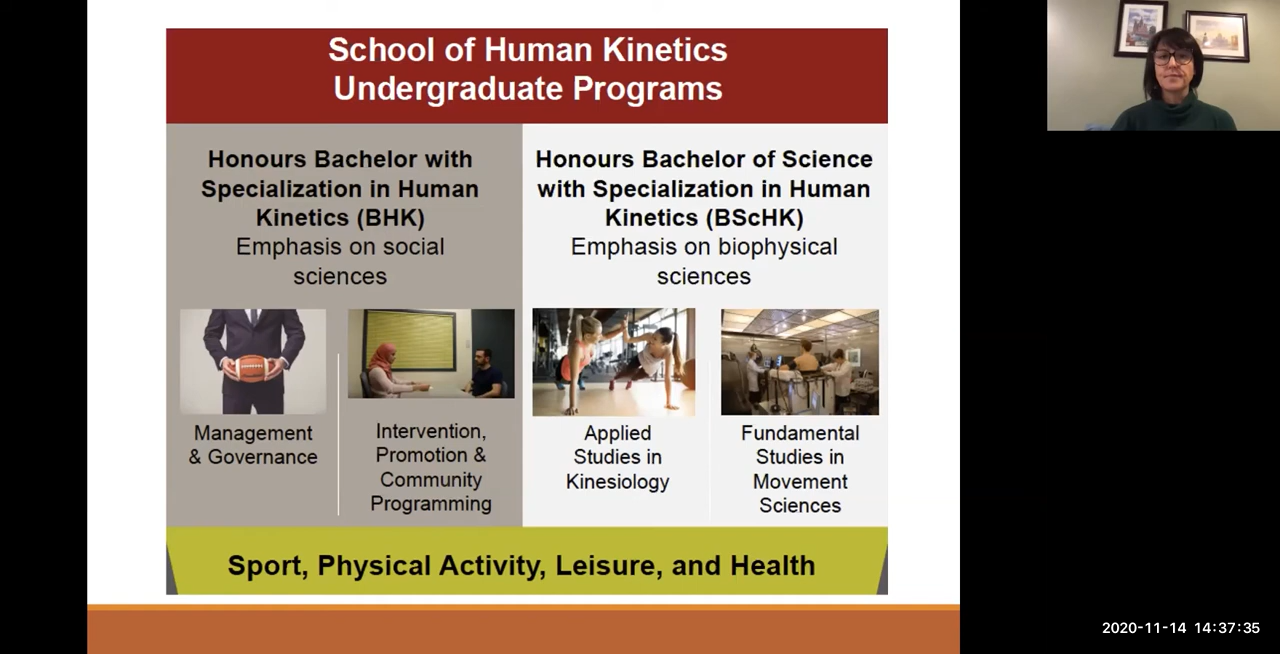 School of Human Kinetics
Undergraduate Programs
Honours Bachelor with
Specialization in Human
Kinetics (BHK)
Emphasis on social
sciences
Honours Bachelor of Science
with Specialization in Human
Kinetics (BScHK)
Emphasis on biophysical
sciences
Management
& Governance
Intervention,
Promotion &
Community
Programming
Applied
Studies in
Kinesiology
Fundamental
Studies in
Movement
Sciences
Sport, Physical Activity, Leisure, and Health
2020-11-14 14:37:35